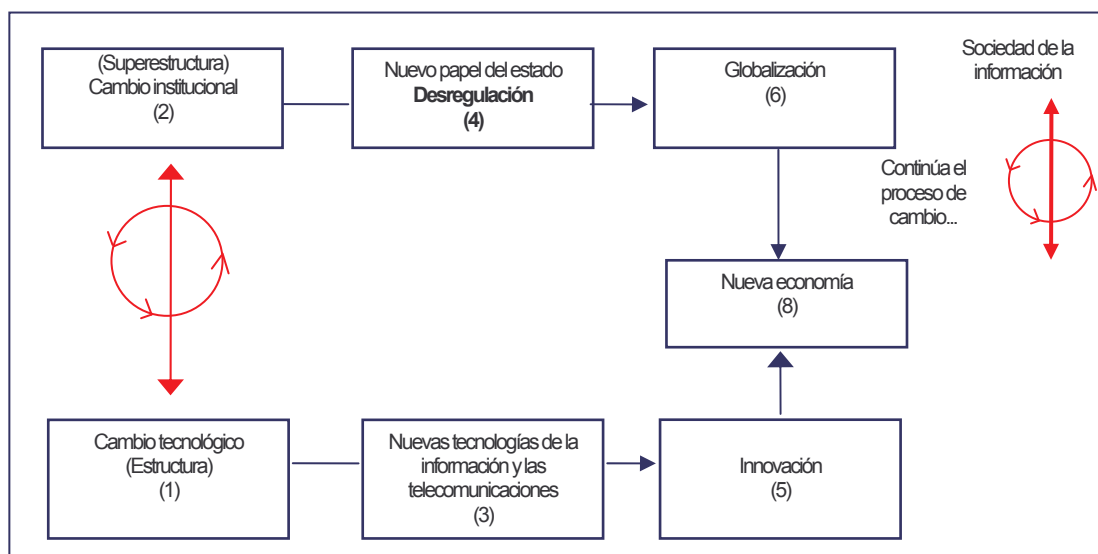 (Superestructura)
Cambio institucional
(2)
Nuevo papel del estado
Desregulación
(4)
Globalización
(6)
Sociedad de la
información
Continúa el
proceso de
cambio...
Nueva economía
(8)
Cambio tecnológico
(Estructura)
(1)
Nuevas tecnologías de la
información y las
telecomunicaciones
(3)
Innovación
(5)